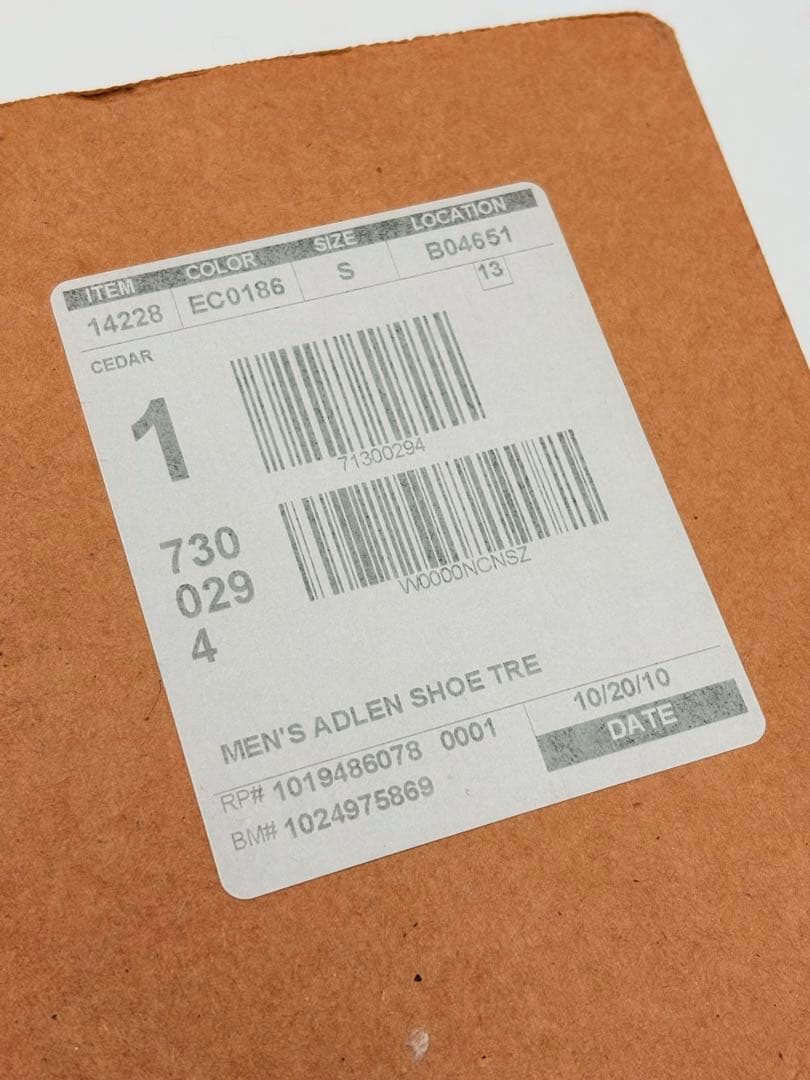 ITEM COLOR SIZE LOCATION
14228 EC0186 S B04651
CEDAR 13
1
71300294
730
029
4
W0000NCNSZ
MEN'S ADLEN SHOE TRE
RP# 1019486078 0001 10/20/10
BM# 1024975869 DATE